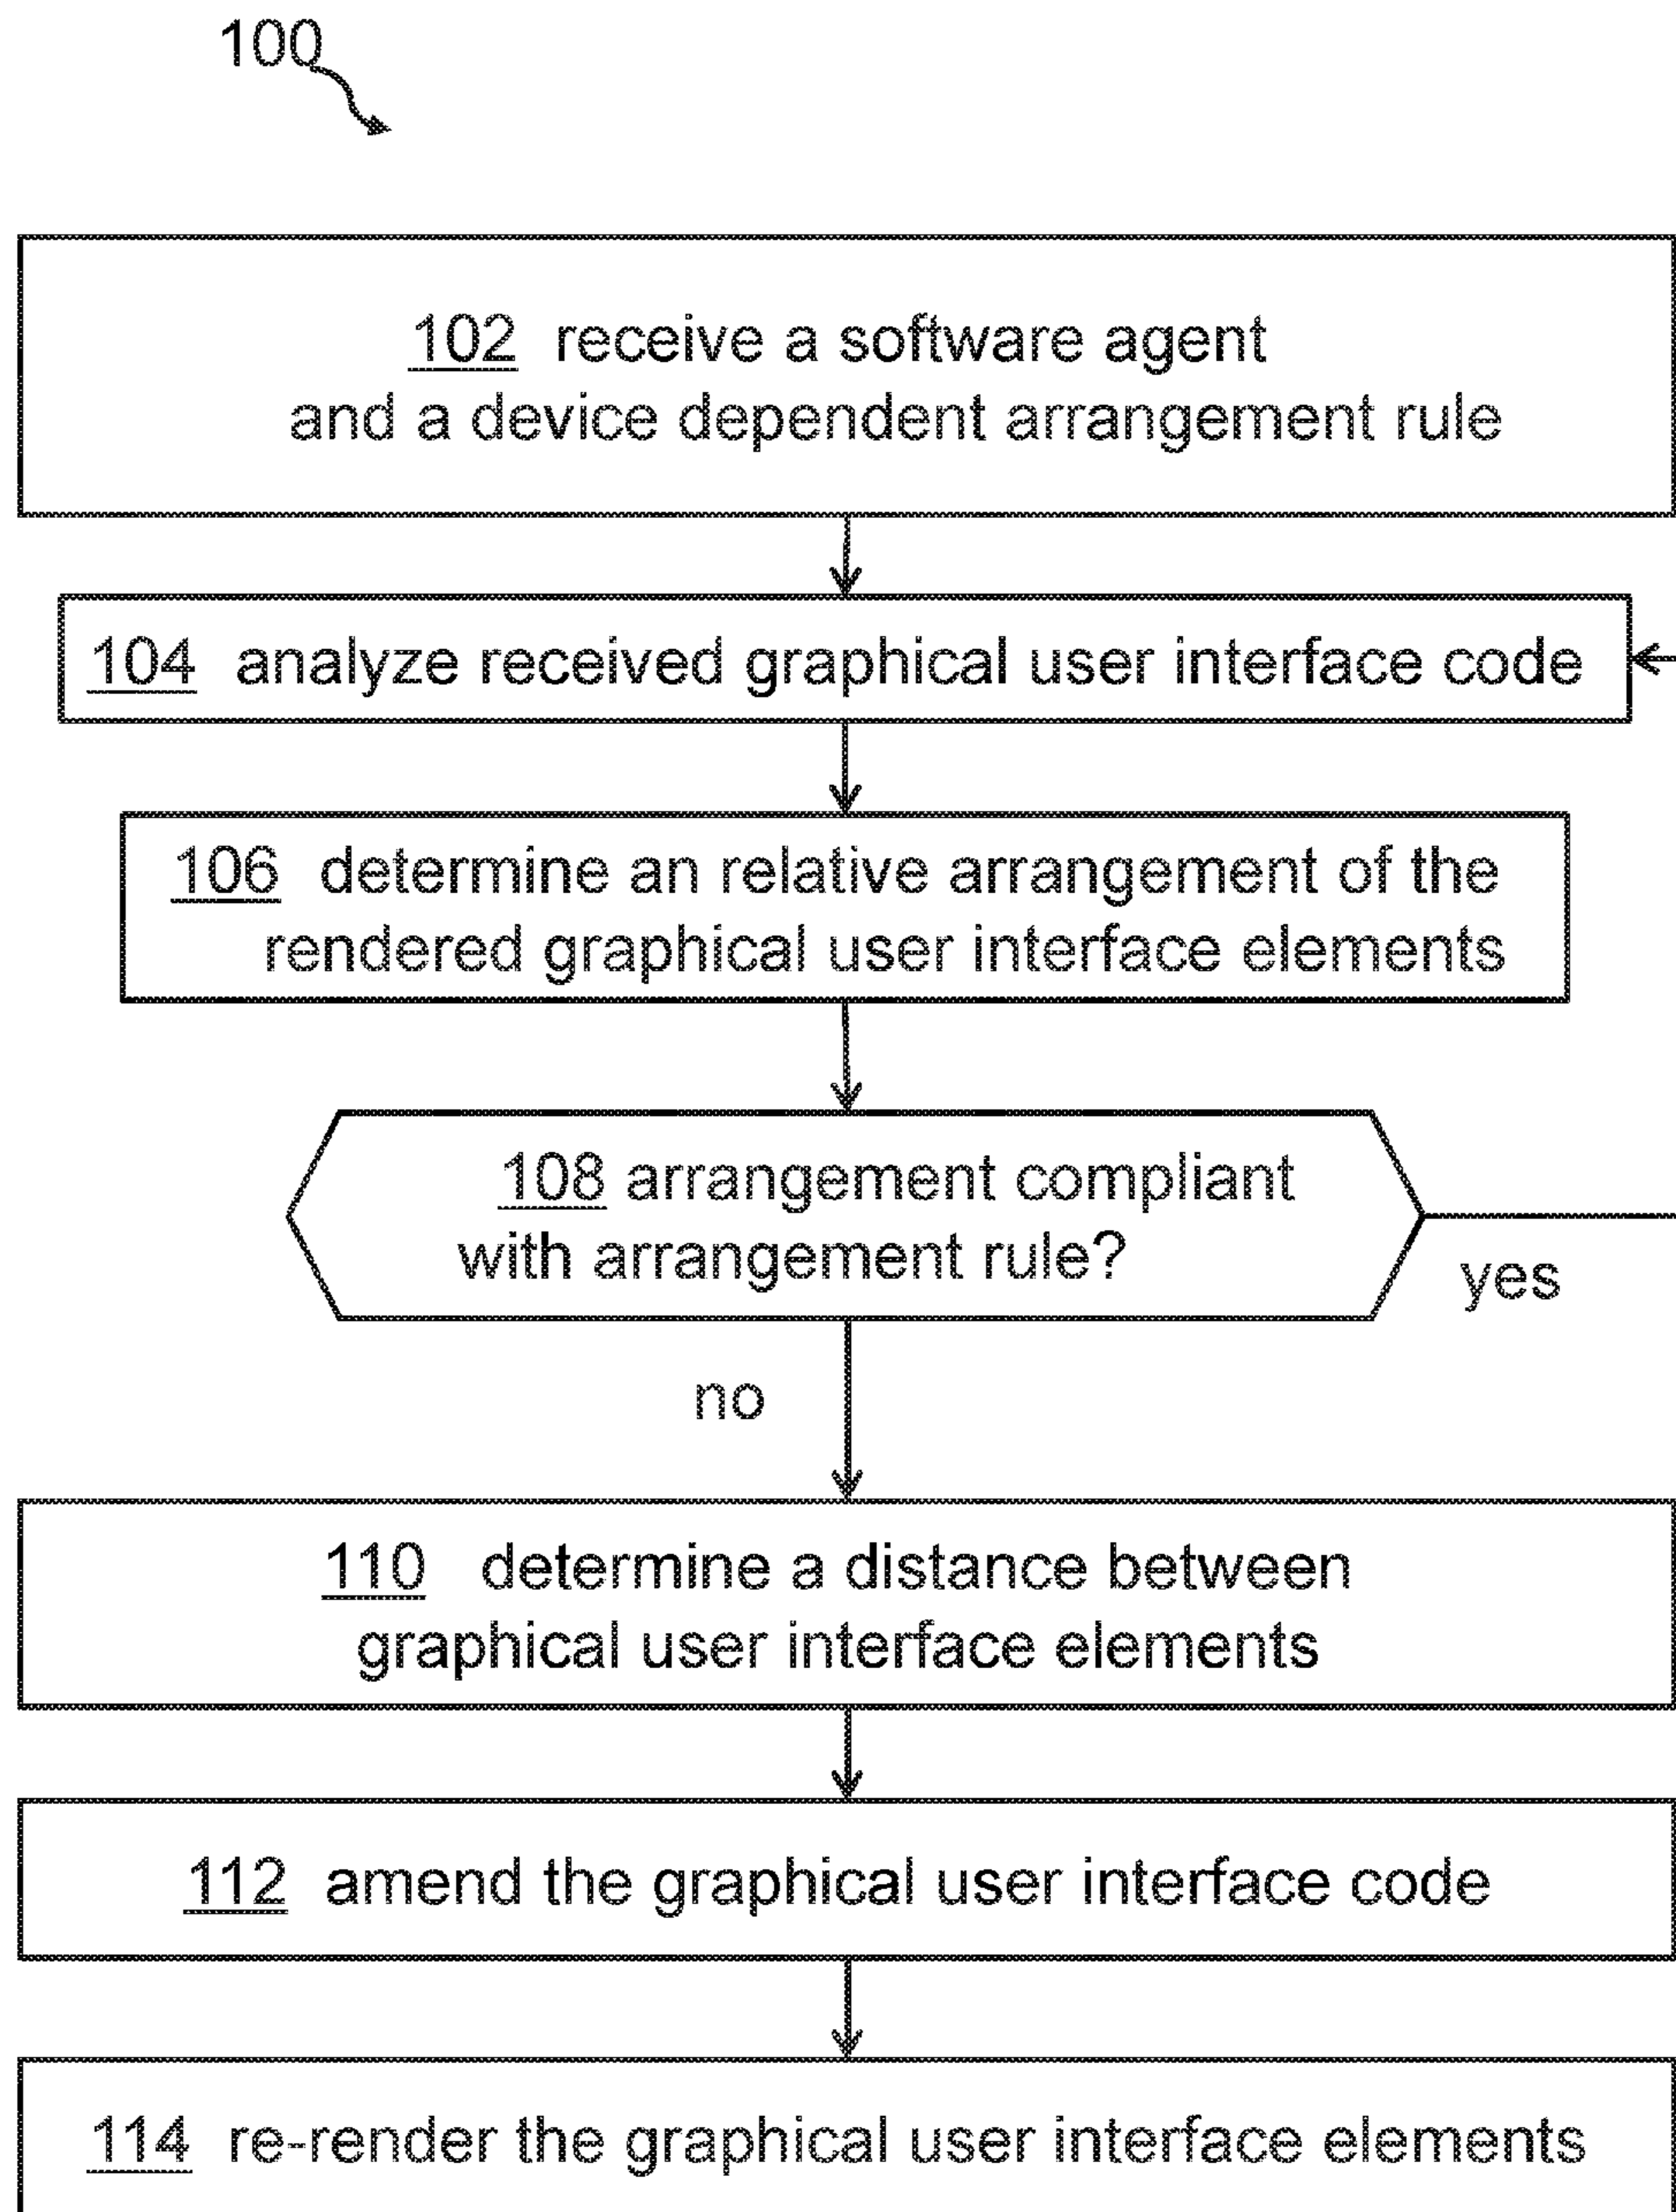 100
102 receive a software agent
and a device dependent arrangement rule
104 analyze received graphical user interface code
106 determine an relative arrangement of the
rendered graphical user interface elements
108 arrangement compliant
with arrangement rule?
yes
no
110 determine a distance between
graphical user interface elements
112 amend the graphical user interface code
114 re-render the graphical user interface elements